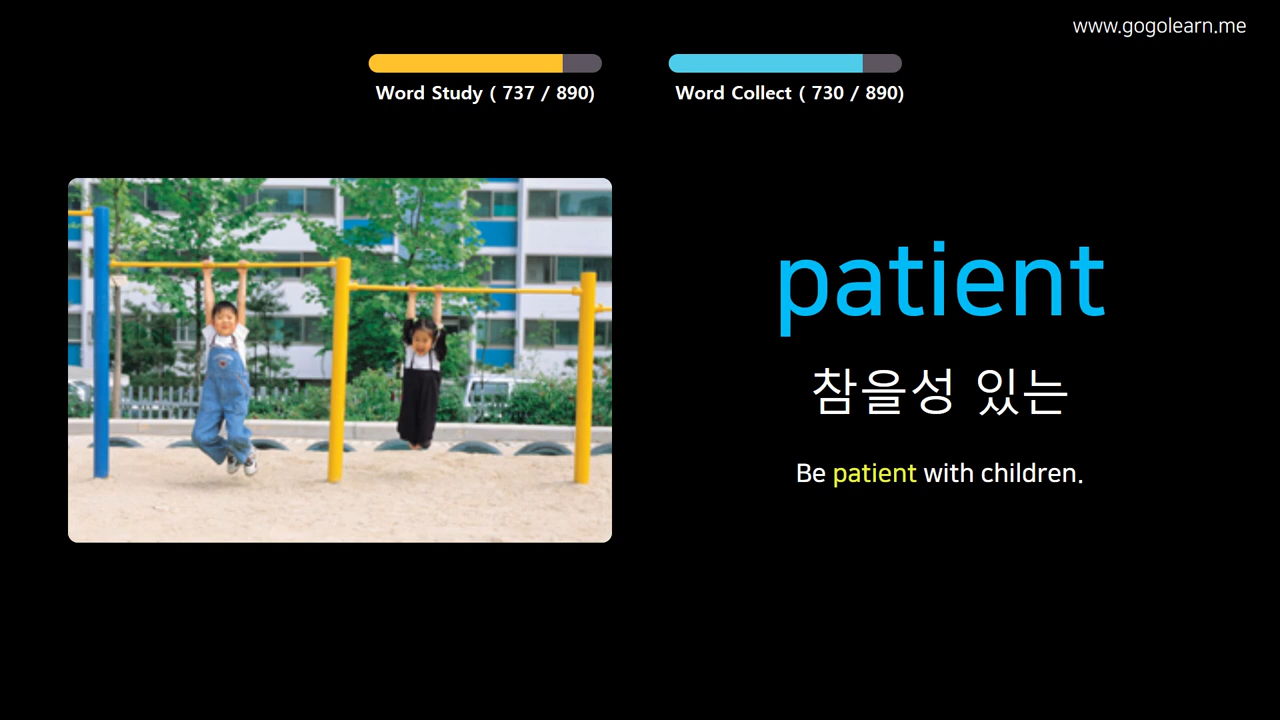 www.gogolearn.me
Word Study ( 737 / 890)
Word Collect ( 730 / 890)
patient
참을성 있는
Be patient with children.